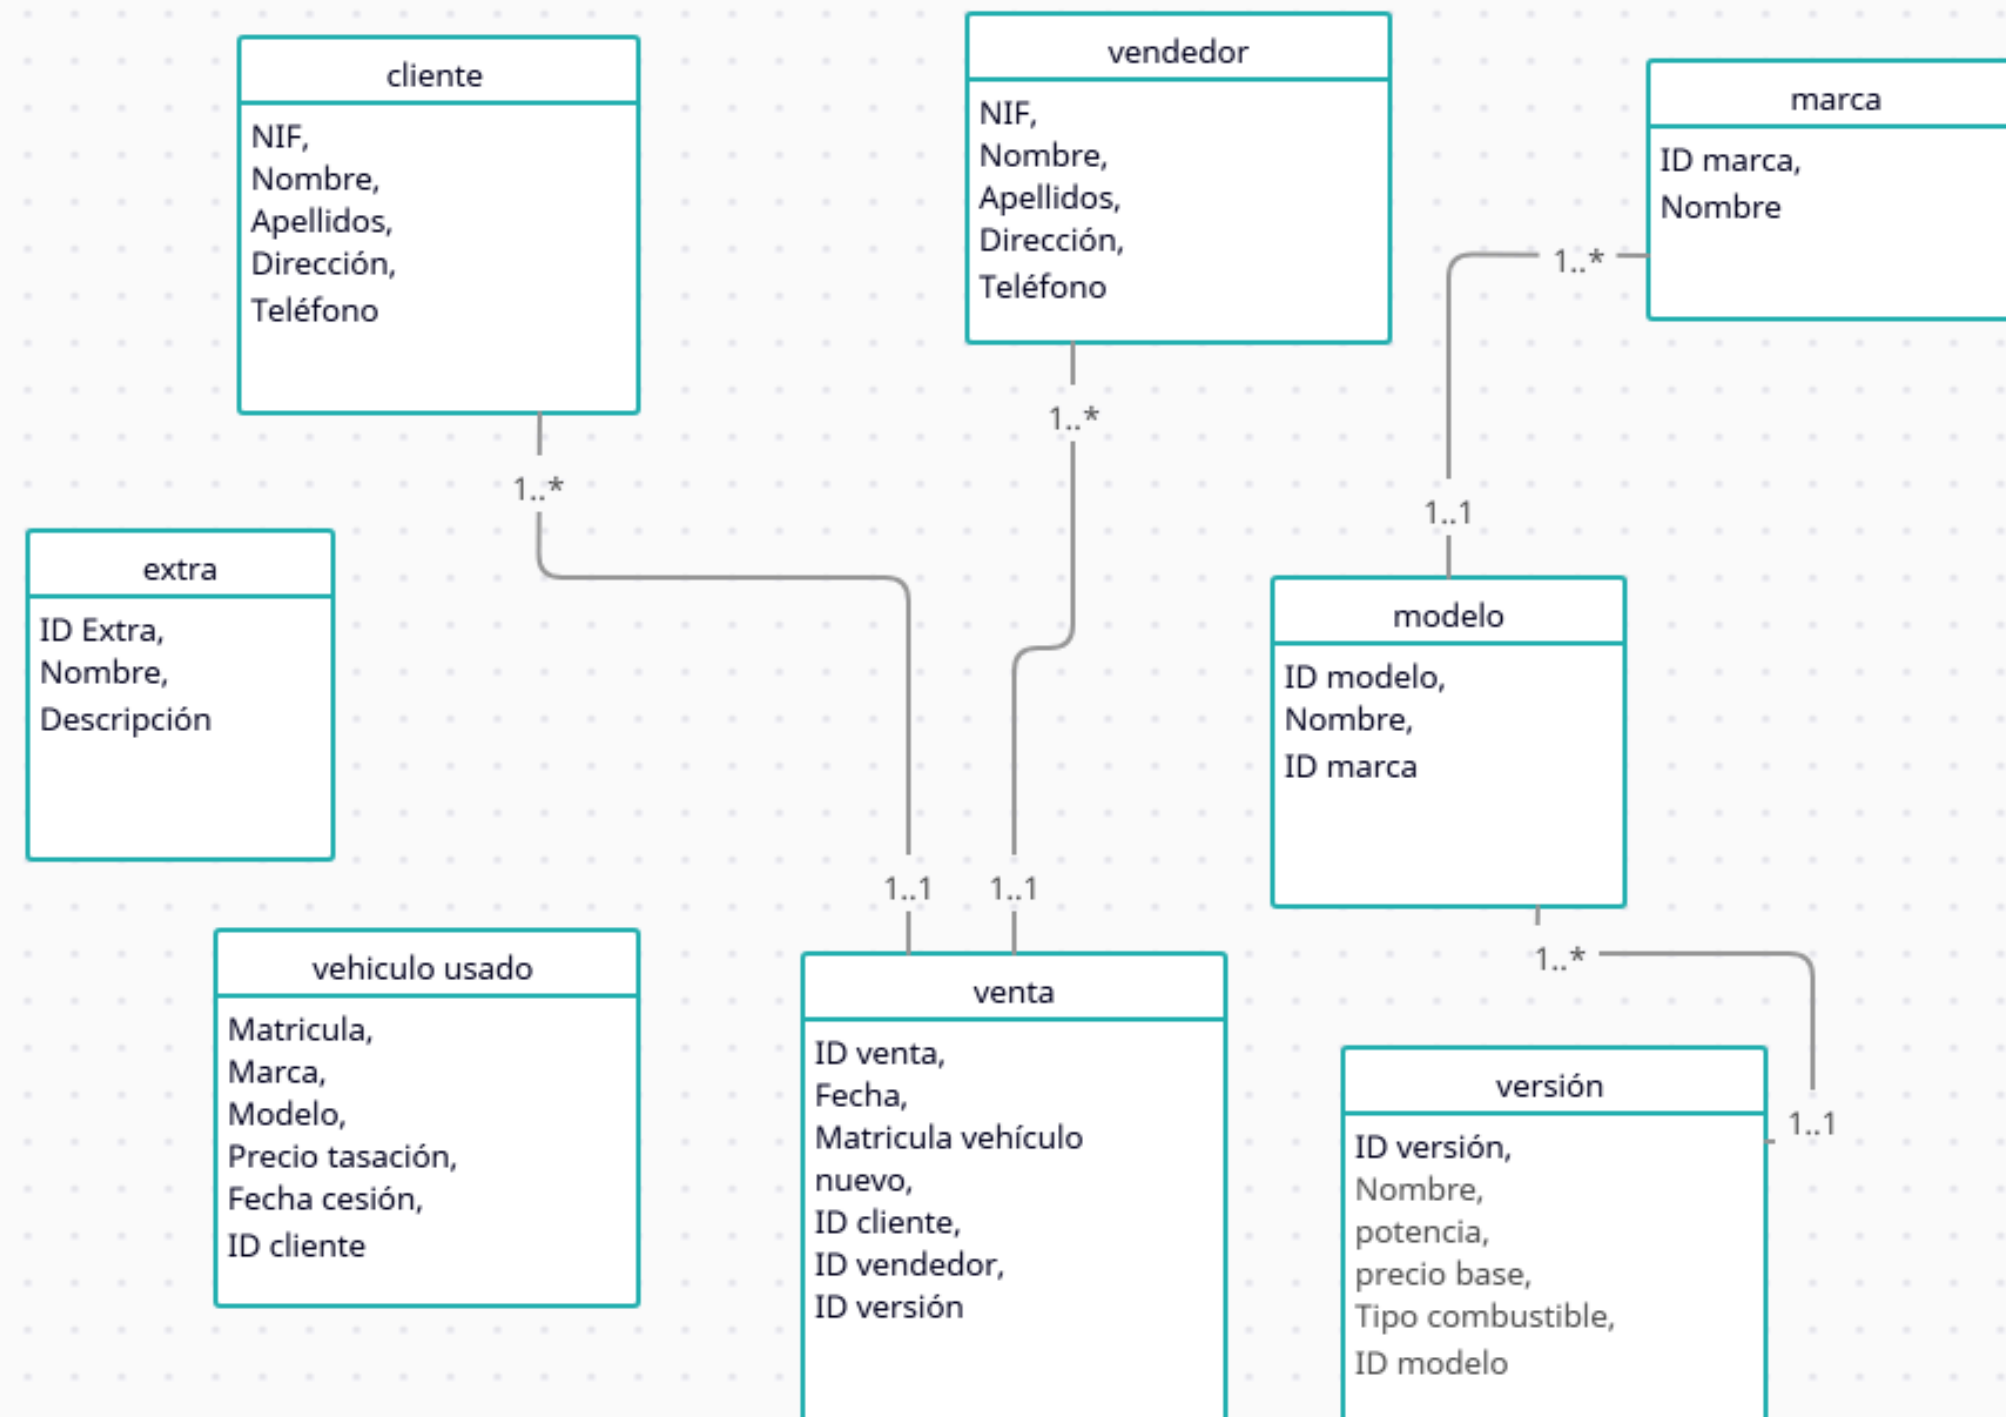 cliente
NIF,
Nombre,
Apellidos,
Dirección,
Teléfono
vendedor
NIF,
Nombre,
Apellidos,
Dirección,
Teléfono
marca
ID marca,
Nombre
1..*
1..*
1..*
1..1
extra
ID Extra,
Nombre,
Descripción
modelo
ID modelo,
Nombre,
ID marca
1..1
1..1
1..*
1..1
vehiculo usado
Matricula,
Marca,
Modelo,
Precio tasación,
Fecha cesión,
ID cliente
venta
ID venta,
Fecha,
Matricula vehículo
nuevo,
ID cliente,
ID vendedor,
ID versión
versión
ID versión,
Nombre,
potencia,
precio base,
Tipo combustible,
ID modelo